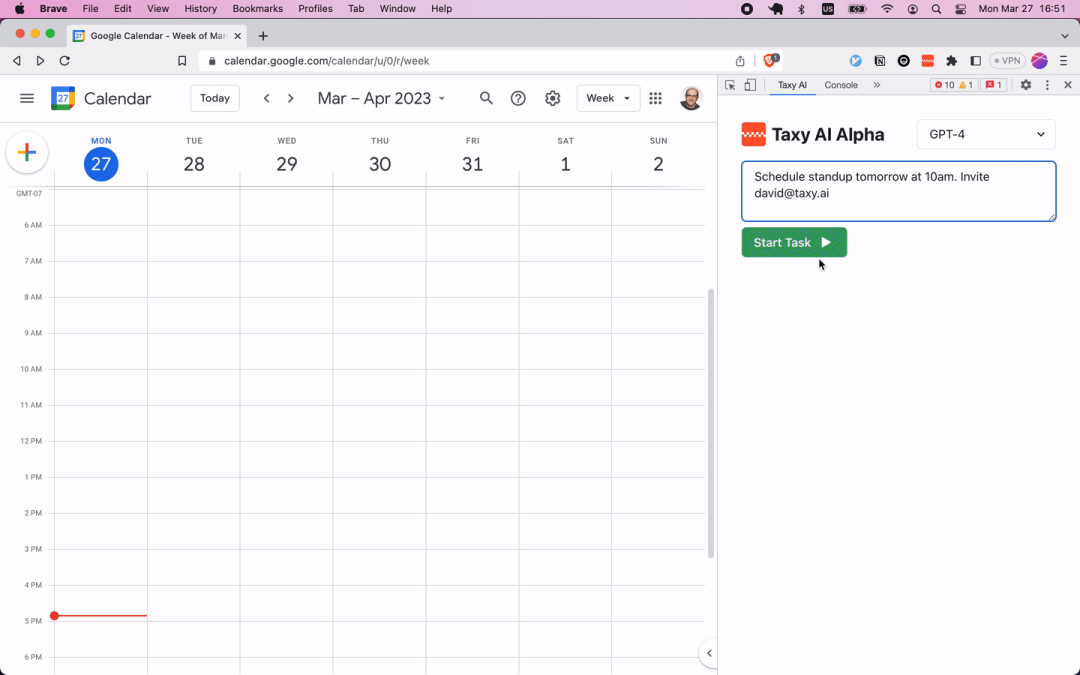 Brave File Edit View History Bookmarks Profiles Tab Window Help US Mon Mar 27 16:51
27 Google Calendar - Week of Mar
calendar.google.com/calendar/u/0/r/week 1 VPN
27 Calendar Today Mar – Apr 2023 Week
Taxy AI Console 10 1 1
MON TUE WED THU FRI SAT SUN
27 28 29 30 31 1 2
GMT-07
6 AM
7 AM
8 AM
9 AM
10 AM
11 AM
12 PM
1 PM
2 PM
3 PM
4 PM
5 PM
6 PM
Taxy AI Alpha GPT-4
Schedule standup tomorrow at 10am. Invite
david@taxy.ai
Start Task